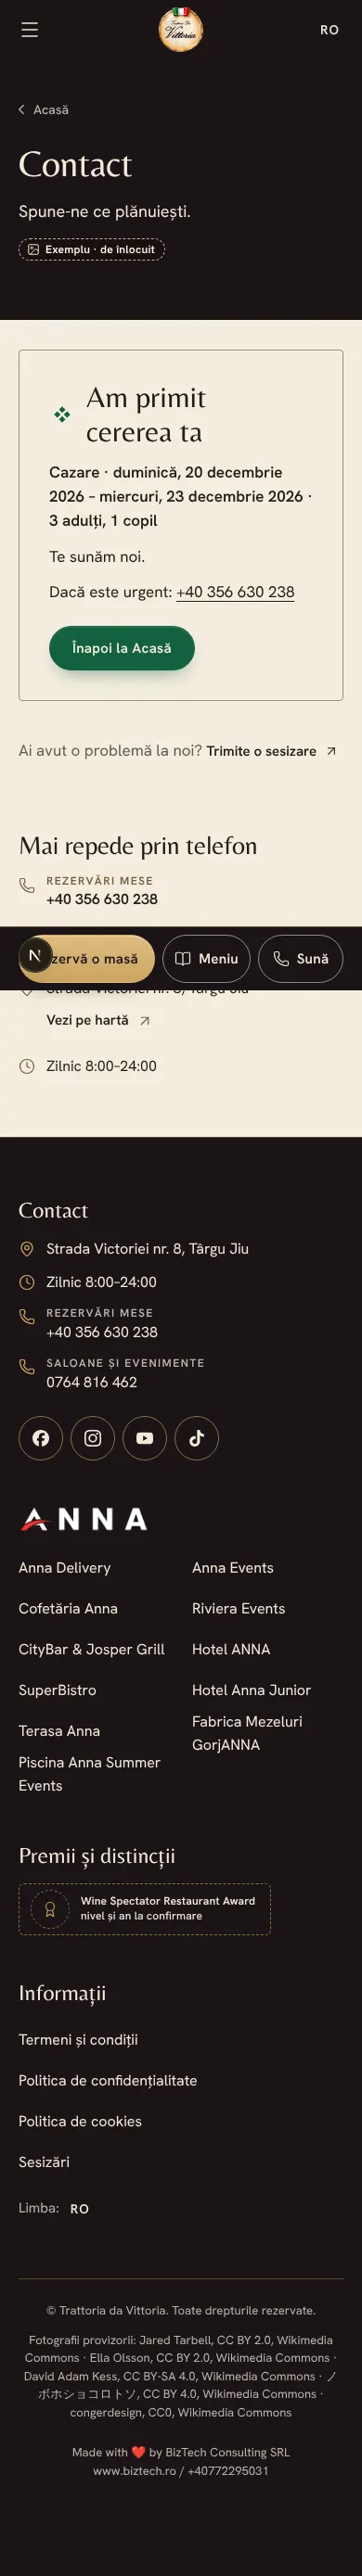 Trattoria Da
Vittoria
RO
Acasă
Contact
Spune-ne ce plănuiești.
Exemplu · de înlocuit
Am primit
cererea ta
Cazare · duminică, 20 decembrie
2026 – miercuri, 23 decembrie 2026 ·
3 adulți, 1 copil
Te sunăm noi.
Dacă este urgent: +40 356 630 238
Înapoi la Acasă
Ai avut o problemă la noi? Trimite o sesizare
Mai repede prin telefon
REZERVĂRI MESE
+40 356 630 238
N
zervă o masă
Meniu
Sună
Strada Victoriei nr. 8, Târgu Jiu
Vezi pe hartă
Zilnic 8:00–24:00
Contact
Strada Victoriei nr. 8, Târgu Jiu
Zilnic 8:00–24:00
REZERVĂRI MESE
+40 356 630 238
SALOANE ȘI EVENIMENTE
0764 816 462
ANNA
Anna Delivery
Anna Events
Cofetăria Anna
Riviera Events
CityBar & Josper Grill
Hotel ANNA
SuperBistro
Hotel Anna Junior
Terasa Anna
Fabrica Mezeluri
GorjANNA
Piscina Anna Summer
Events
Premii și distincții
Wine Spectator Restaurant Award
nivel și an la confirmare
Informații
Termeni și condiții
Politica de confidențialitate
Politica de cookies
Sesizări
Limba: RO
© Trattoria da Vittoria. Toate drepturile rezervate.
Fotografii provizorii: Jared Tarbell, CC BY 2.0, Wikimedia
Commons · Ella Olsson, CC BY 2.0, Wikimedia Commons ·
David Adam Kess, CC BY-SA 4.0, Wikimedia Commons · ノ
ボホショコロトソ, CC BY 4.0, Wikimedia Commons ·
congerdesign, CC0, Wikimedia Commons
Made with ❤️ by BizTech Consulting SRL
www.biztech.ro / +40772295031